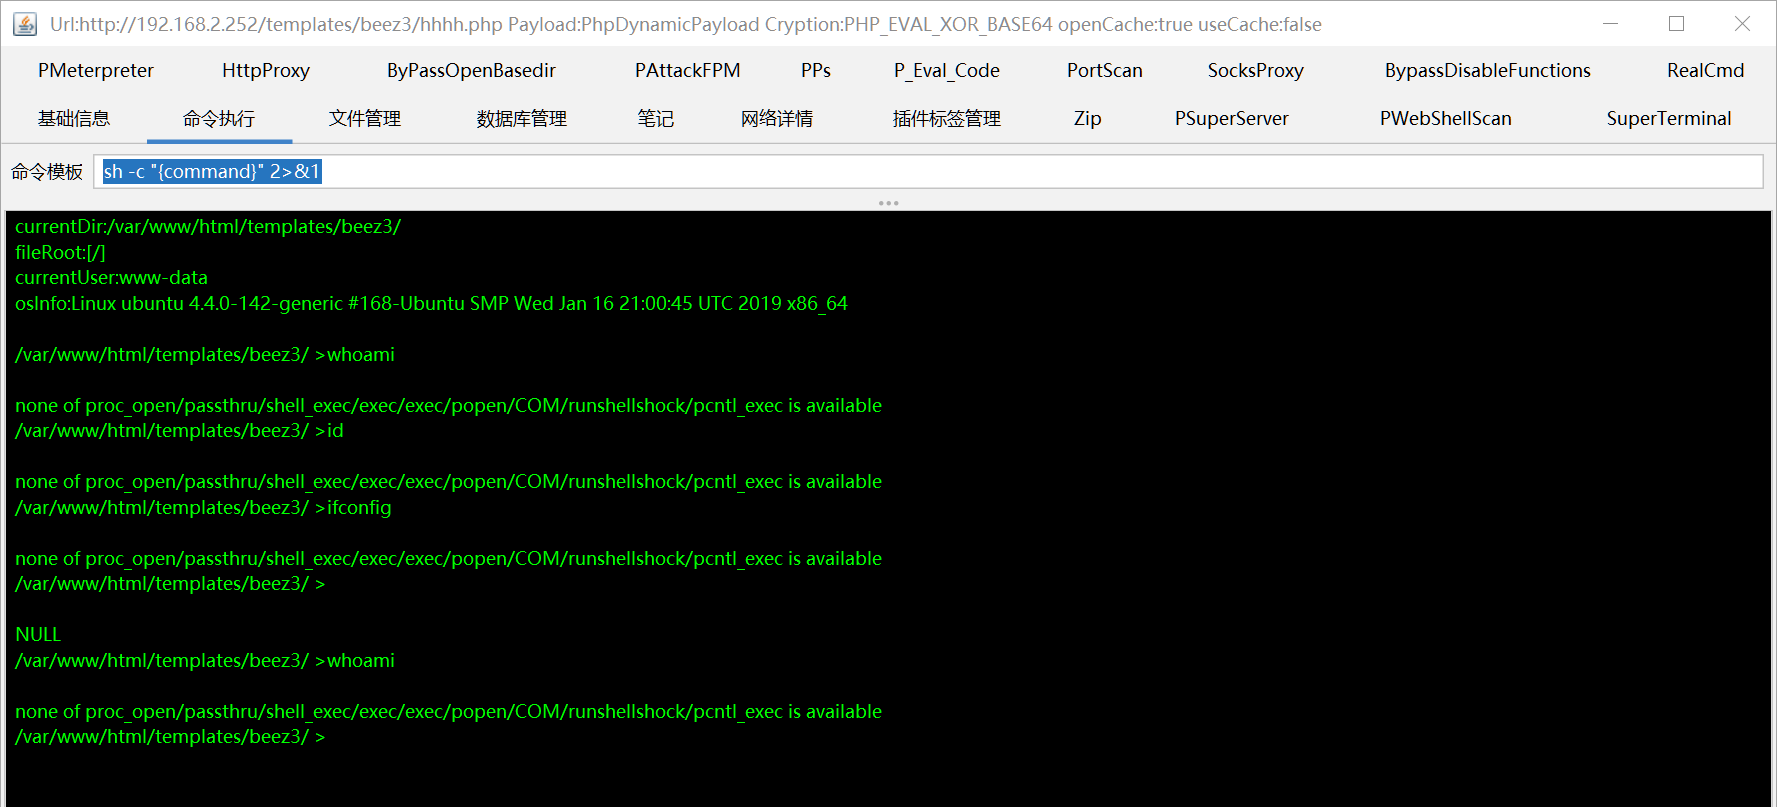 Url:http://192.168.2.252/templates/beez3/hhhh.php Payload:PhpDynamicPayload Cryption:PHP_EVAL_XOR_BASE64 openCache:true useCache:false
PMeterpreter HttpProxy ByPassOpenBasedir PAttackFPM PPs P_Eval_Code PortScan SocksProxy BypassDisableFunctions RealCmd
基础信息 命令执行 文件管理 数据库管理 笔记 网络详情 插件标签管理 Zip PSuperServer PWebShellScan SuperTerminal
命令模板 sh -c "{command}" 2>&1
currentDir:/var/www/html/templates/beez3/
fileRoot:[/]
currentUser:www-data
osInfo:Linux ubuntu 4.4.0-142-generic #168-Ubuntu SMP Wed Jan 16 21:00:45 UTC 2019 x86_64
/var/www/html/templates/beez3/ >whoami
none of proc_open/passthru/shell_exec/exec/exec/popen/COM/runshellshock/pcntl_exec is available
/var/www/html/templates/beez3/ >id
none of proc_open/passthru/shell_exec/exec/exec/popen/COM/runshellshock/pcntl_exec is available
/var/www/html/templates/beez3/ >ifconfig
none of proc_open/passthru/shell_exec/exec/exec/popen/COM/runshellshock/pcntl_exec is available
/var/www/html/templates/beez3/ >
NULL
/var/www/html/templates/beez3/ >whoami
none of proc_open/passthru/shell_exec/exec/exec/popen/COM/runshellshock/pcntl_exec is available
/var/www/html/templates/beez3/ >